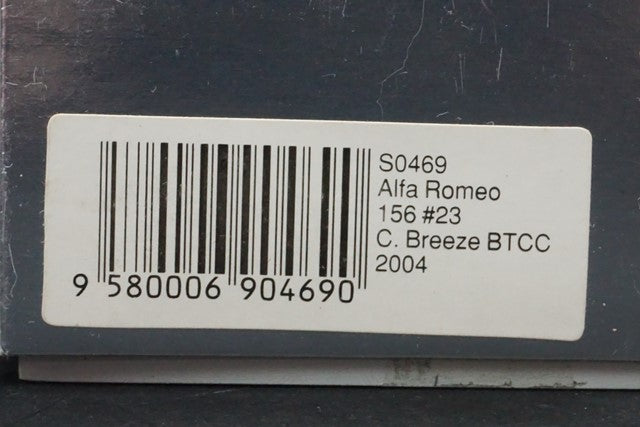 S0469
Alfa Romeo
156 #23
C. Breeze BTCC
2004
9 580006 904690